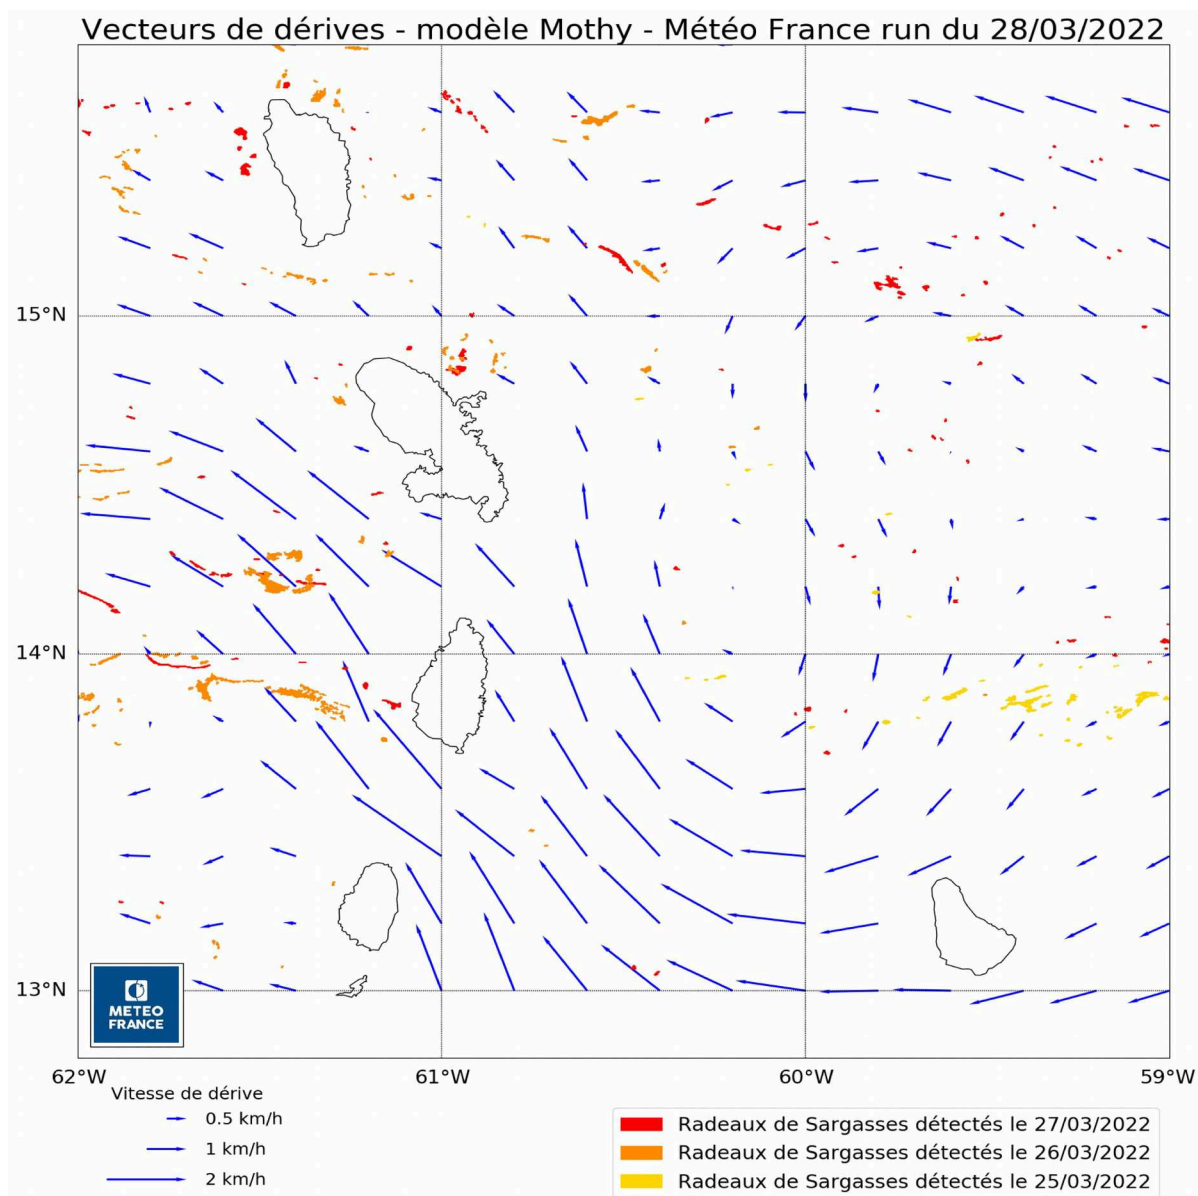 Vecteurs de dérives - modèle Mothy - Météo France run du 28/03/2022
15°N
14°N
13°N
METEO
FRANCE
62°W
61°W
60°W
59°W
Vitesse de dérive
0.5 km/h
1 km/h
2 km/h
Radeaux de Sargasses détectés le 27/03/2022
Radeaux de Sargasses détectés le 26/03/2022
Radeaux de Sargasses détectés le 25/03/2022